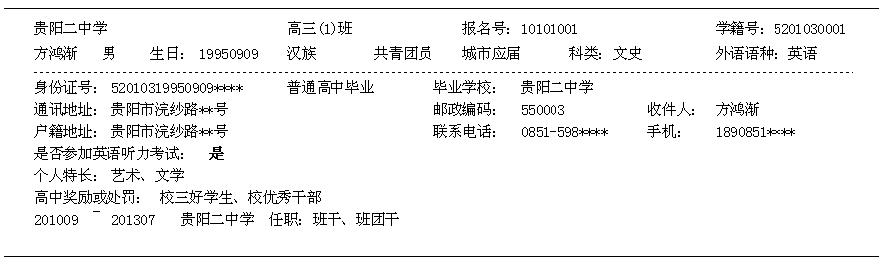 贵阳二中学 高三(1)班 报名号：10101001 学籍号：5201030001
方鸿渐 男 生日：19950909 汉族 共青团员 城市应届 科类：文史 外语语种：英语
身份证号：52010319950909**** 普通高中毕业 毕业学校： 贵阳二中学
通讯地址：贵阳市浣纱路**号 邮政编码： 550003 收件人： 方鸿渐
户籍地址：贵阳市浣纱路**号 联系电话： 0851-598**** 手机： 1890851****
是否参加英语听力考试： 是
个人特长：艺术、文学
高中奖励或处罚： 校三好学生、校优秀干部
201009 - 201307 贵阳二中学 任职：班干、班团干